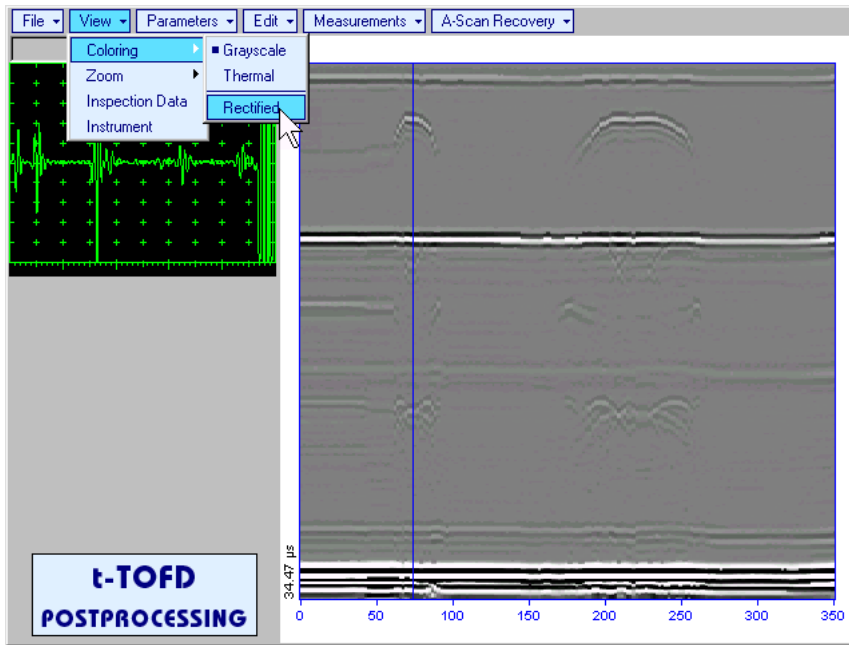 File View Parameters Edit Measurements A-Scan Recovery
Coloring
Zoom
Inspection Data
Instrument
Grayscale
Thermal
Rectified
34.47 µs
0 50 100 150 200 250 300 350
t-TOFD
POSTPROCESSING